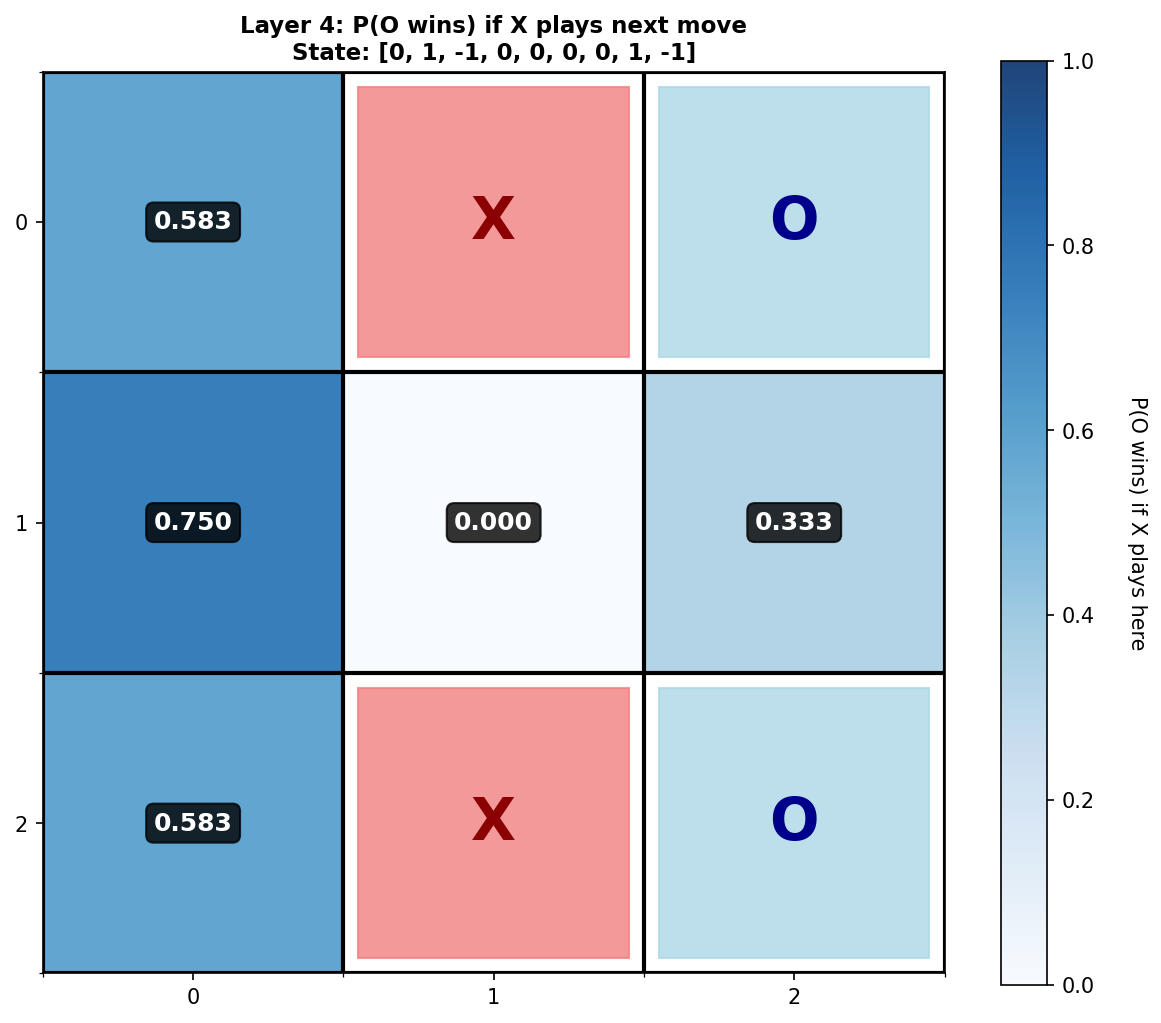 Layer 4: P(O wins) if X plays next move
State: [0, 1, -1, 0, 0, 0, 0, 1, -1]
0
0.583
X
O
1
0.750
0.000
0.333
2
0.583
X
O
0
1
2
1.0
0.8
0.6
0.4
0.2
0.0
P(O wins) if X plays here